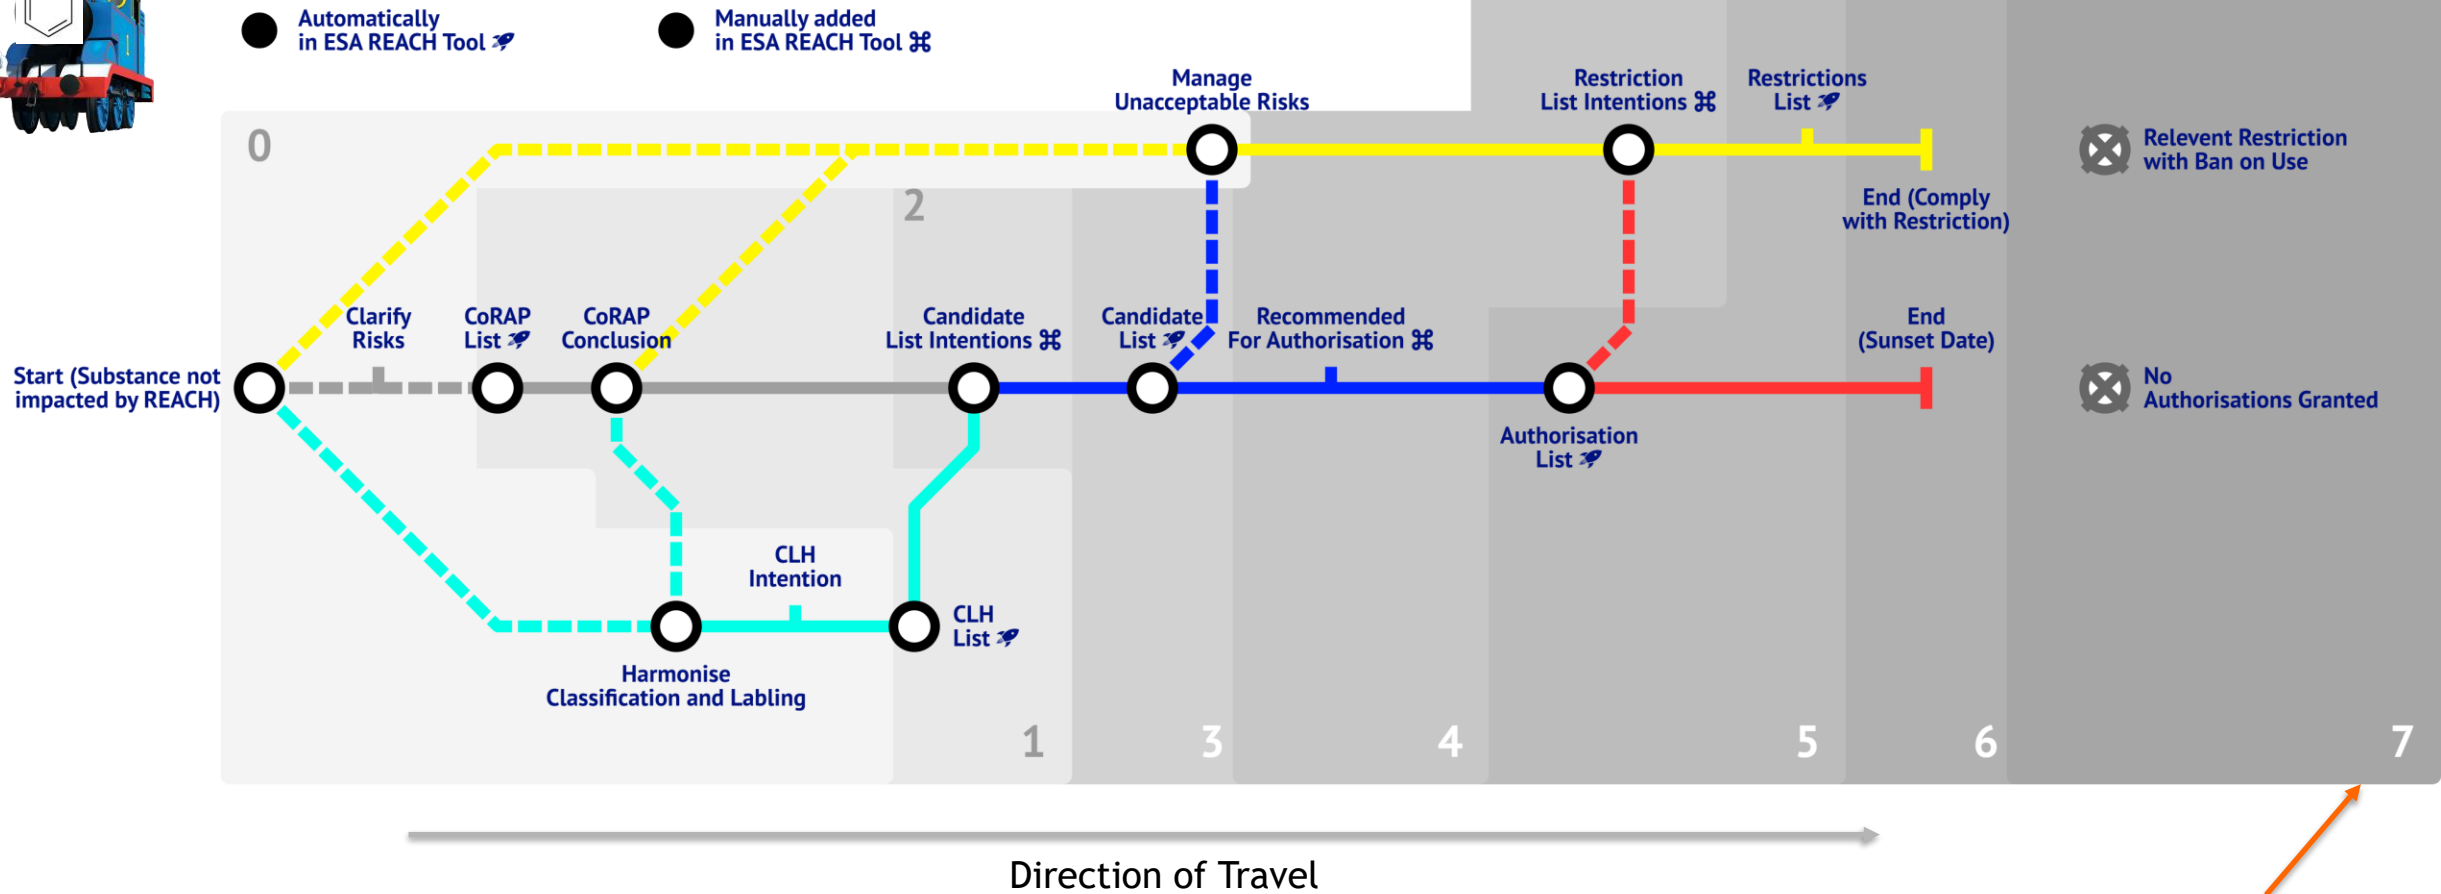 Automatically
in ESA REACH Tool
Manually added
in ESA REACH Tool
Manage
Unacceptable Risks
Restriction
List Intentions
Restrictions
List
0
Relevent Restriction
with Ban on Use
2
End (Comply
with Restriction)
Clarify
Risks
CoRAP
List
CoRAP
Conclusion
Candidate
List Intentions
Candidate
List
Recommended
For Authorisation
End
(Sunset Date)
Start (Substance not
impacted by REACH)
No
Authorisations Granted
Authorisation
List
CLH
Intention
CLH
List
Harmonise
Classification and Labling
1
3
4
5
6
7
Direction of Travel